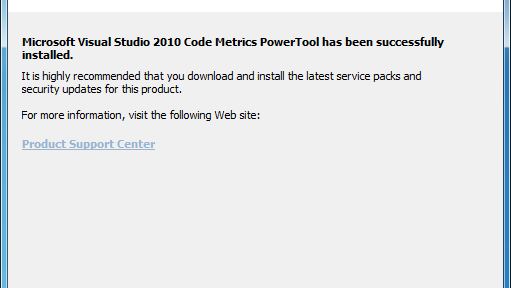 Microsoft Visual Studio 2010 Code Metrics PowerTool has been successfully
installed.
It is highly recommended that you download and install the latest service packs and
security updates for this product.
For more information, visit the following Web site:
Product Support Center